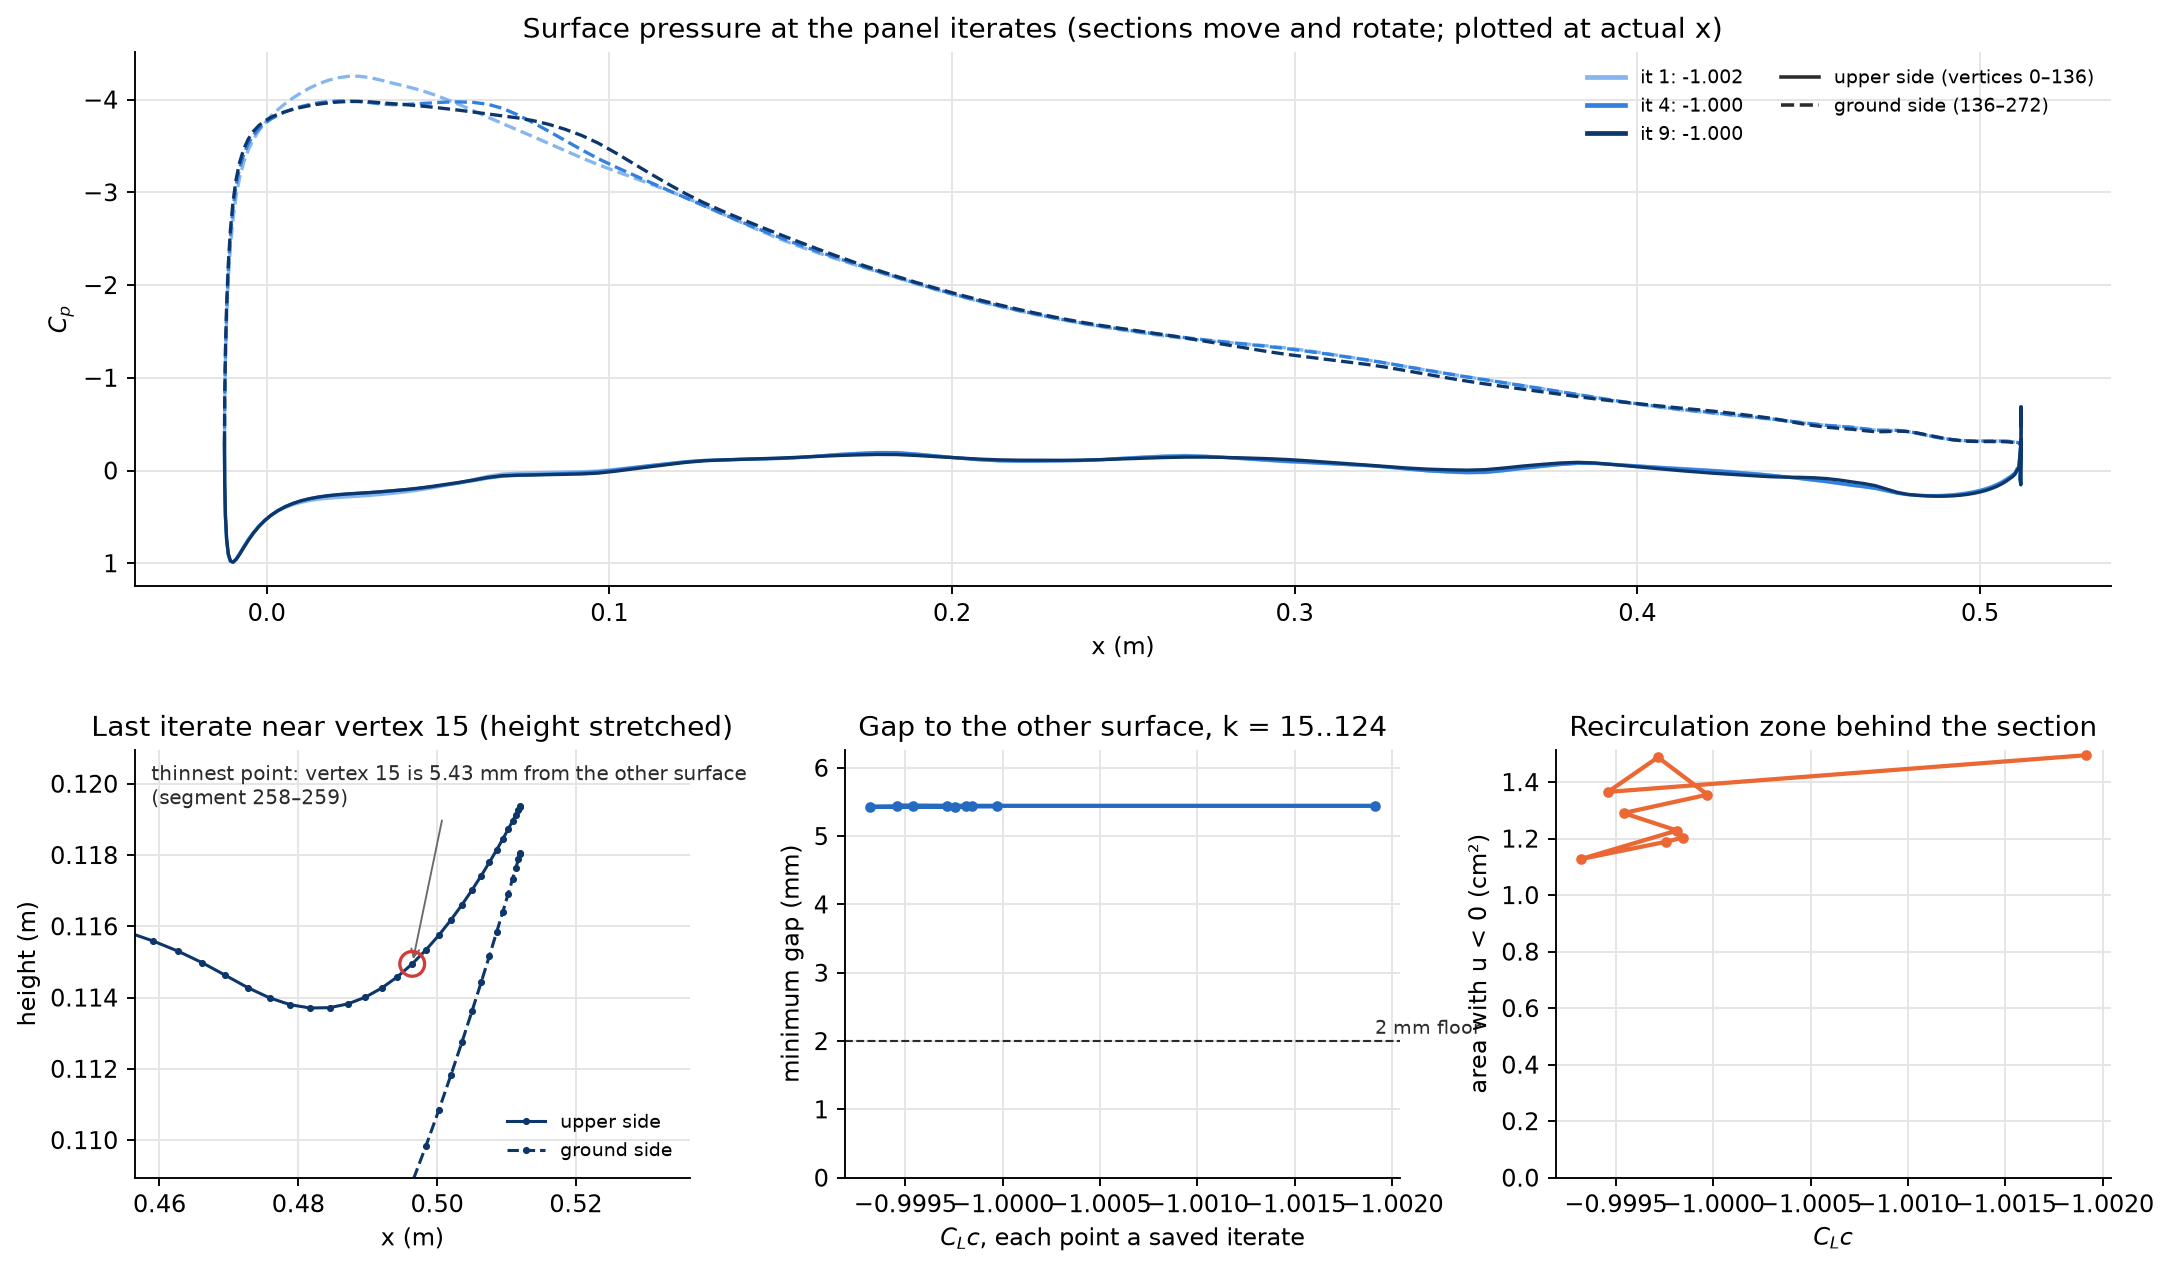 Surface pressure at the panel iterates (sections move and rotate; plotted at actual x)
it 1: -1.002
it 4: -1.000
it 9: -1.000
upper side (vertices 0–136)
ground side (136–272)
−4
−3
−2
−1
0
1
Cp
0.0
0.1
0.2
0.3
0.4
0.5
x (m)
Last iterate near vertex 15 (height stretched)
thinnest point: vertex 15 is 5.43 mm from the other surface
(segment 258–259)
0.120
0.118
0.116
0.114
0.112
0.110
height (m)
upper side
ground side
0.46
0.48
0.50
0.52
x (m)
Gap to the other surface, k = 15..124
6
5
4
3
2
1
0
minimum gap (mm)
2 mm floor
−0.9995
−1.0000
−1.0005
−1.0010
−1.0015
−1.0020
CLc, each point a saved iterate
Recirculation zone behind the section
1.4
1.2
1.0
0.8
0.6
0.4
0.2
0.0
area with u < 0 (cm²)
−0.9995
−1.0000
−1.0005
−1.0010
−1.0015
−1.0020
CLc